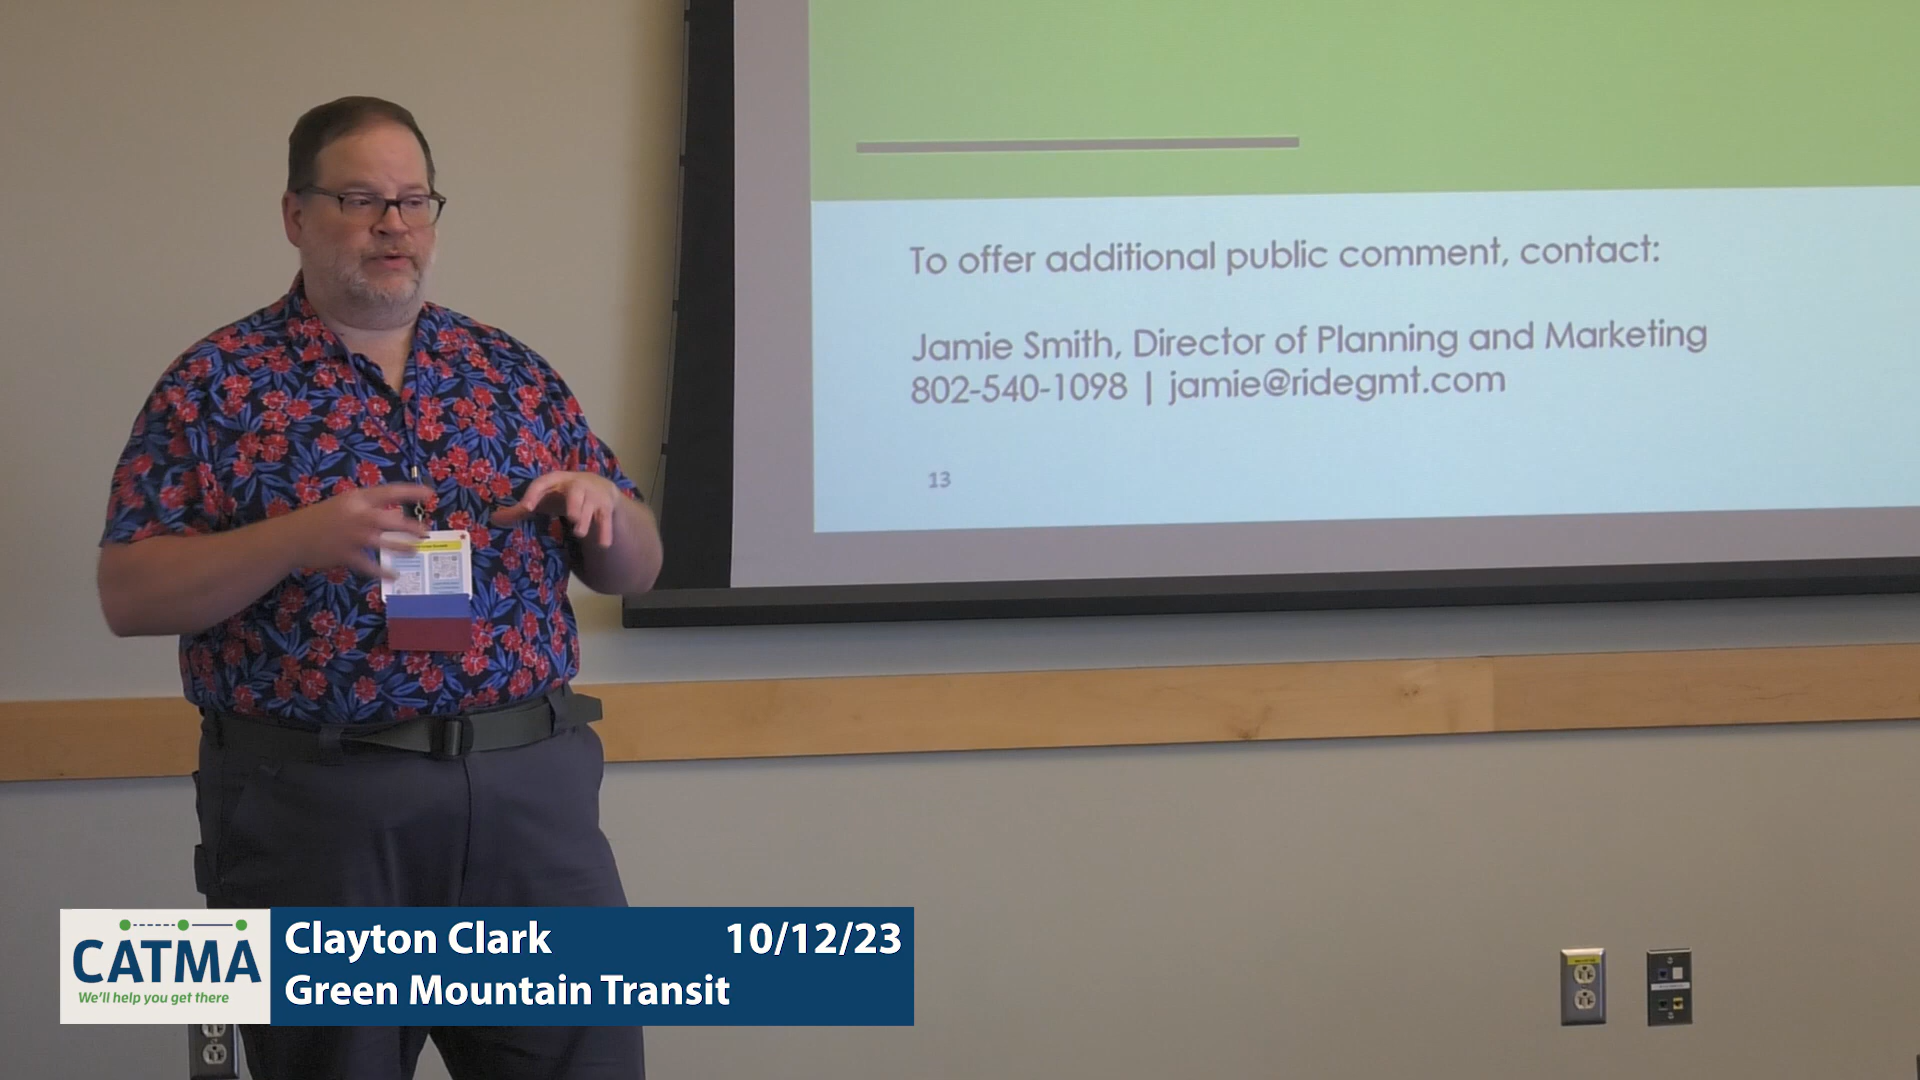 To offer additional public comment, contact:
Jamie Smith, Director of Planning and Marketing
802-540-1098 | jamie@ridegmt.com
13
CATMA
We'll help you get there
Clayton Clark
10/12/23
Green Mountain Transit